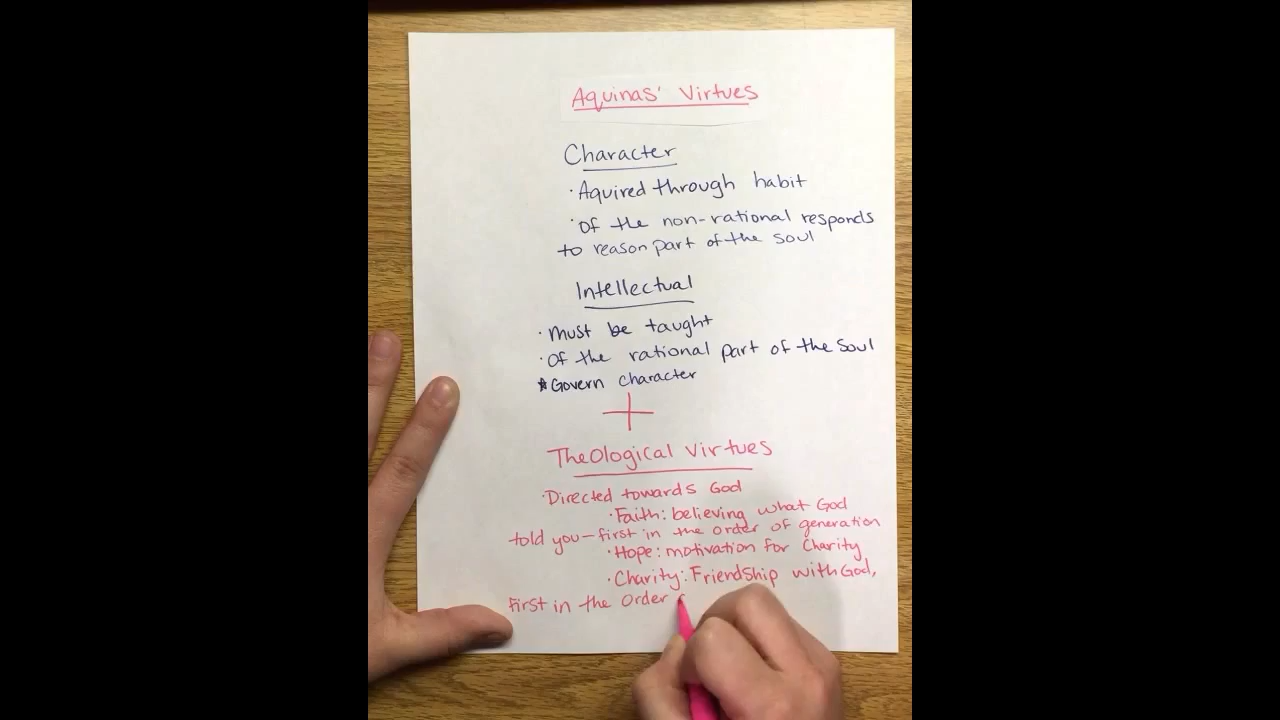 Aquinas' Virtues
Character
· Aquired through habit
· of the non-rational responds
to reason part of the soul
Intellectual
· Must be taught
· of the rational part of the soul
* Govern character
+
Theological Virtues
· Directed towards God
· Faith: believing what God
told you - first in the order of generation
· Hope: motivation for Charity
· Charity: Friendship with God,
First in the Order